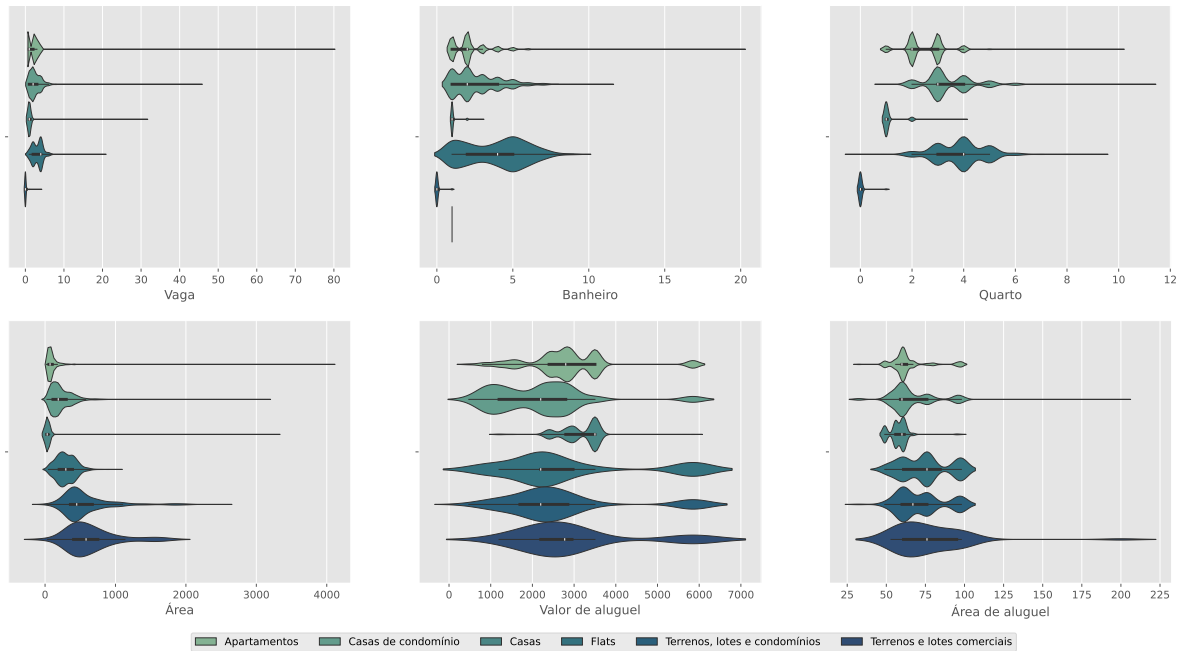 0 10 20 30 40 50 60 70 80
Vaga
0 5 10 15 20
Banheiro
0 2 4 6 8 10 12
Quarto
0 1000 2000 3000 4000
Área
0 1000 2000 3000 4000 5000 6000 7000
Valor de aluguel
25 50 75 100 125 150 175 200 225
Área de aluguel
Apartamentos Casas de condomínio Casas Flats Terrenos, lotes e condomínios Terrenos e lotes comerciais